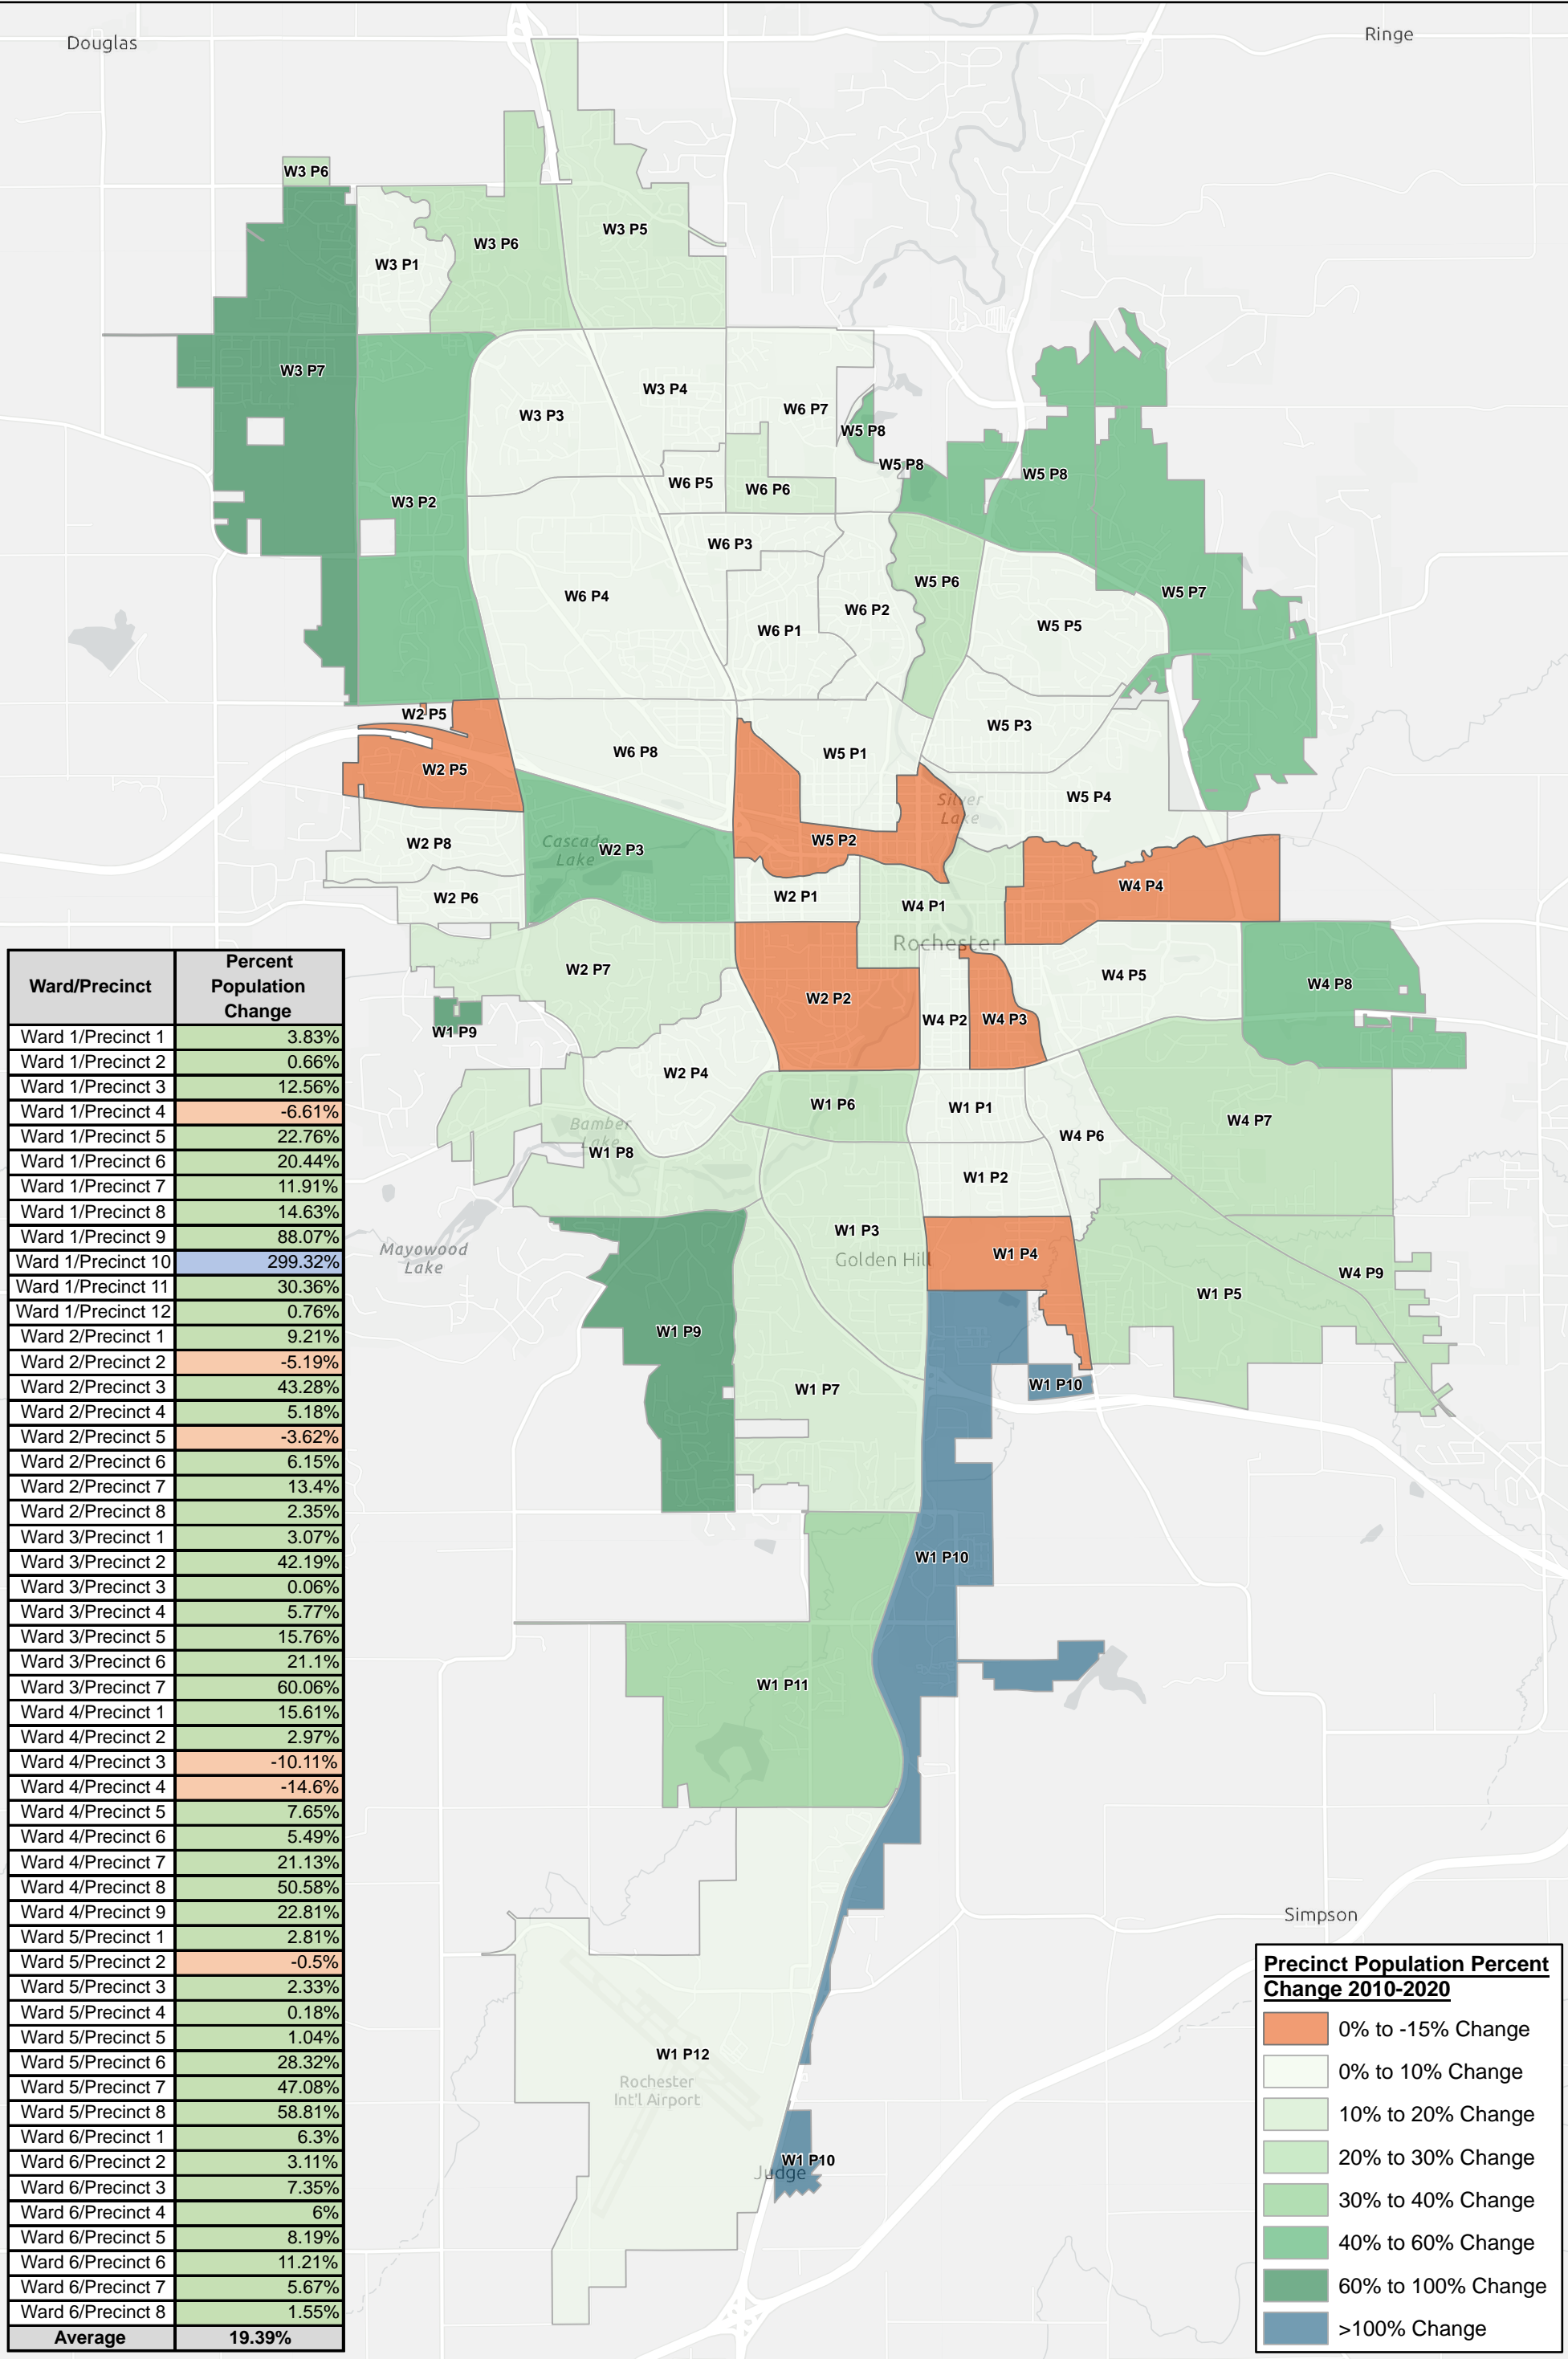 Douglas
Ringe
W3 P6
W3 P5
W3 P6
W3 P1
W3 P7
W3 P4
W6 P7
W3 P3
W5 P8
W5 P8
W5 P8
W6 P5
W6 P6
W3 P2
W6 P3
W5 P6
W5 P7
W6 P4
W6 P2
W5 P5
W6 P1
W2 P5
W5 P3
W6 P8
W5 P1
W2 P5
W5 P4
Silver
Lake
W5 P2
W2 P8
Cascade
Lake
W2 P3
W4 P4
W2 P6
W2 P1
W4 P1
Rochester
W2 P7
W4 P5
W4 P8
W2 P2
W4 P2
W4 P3
W1 P9
W2 P4
W1 P6
W1 P1
W4 P7
Bamber
Lake
W4 P6
W1 P8
W1 P2
W1 P3
Mayowood
Lake
Golden Hill
W1 P4
W4 P9
W1 P5
W1 P9
W1 P10
W1 P7
W1 P10
W1 P11
Simpson
W1 P12
Rochester
Int'l Airport
W1 P10
Judge
Ward/Precinct Percent Population Change
Ward 1/Precinct 1 3.83%
Ward 1/Precinct 2 0.66%
Ward 1/Precinct 3 12.56%
Ward 1/Precinct 4 -6.61%
Ward 1/Precinct 5 22.76%
Ward 1/Precinct 6 20.44%
Ward 1/Precinct 7 11.91%
Ward 1/Precinct 8 14.63%
Ward 1/Precinct 9 88.07%
Ward 1/Precinct 10 299.32%
Ward 1/Precinct 11 30.36%
Ward 1/Precinct 12 0.76%
Ward 2/Precinct 1 9.21%
Ward 2/Precinct 2 -5.19%
Ward 2/Precinct 3 43.28%
Ward 2/Precinct 4 5.18%
Ward 2/Precinct 5 -3.62%
Ward 2/Precinct 6 6.15%
Ward 2/Precinct 7 13.4%
Ward 2/Precinct 8 2.35%
Ward 3/Precinct 1 3.07%
Ward 3/Precinct 2 42.19%
Ward 3/Precinct 3 0.06%
Ward 3/Precinct 4 5.77%
Ward 3/Precinct 5 15.76%
Ward 3/Precinct 6 21.1%
Ward 3/Precinct 7 60.06%
Ward 4/Precinct 1 15.61%
Ward 4/Precinct 2 2.97%
Ward 4/Precinct 3 -10.11%
Ward 4/Precinct 4 -14.6%
Ward 4/Precinct 5 7.65%
Ward 4/Precinct 6 5.49%
Ward 4/Precinct 7 21.13%
Ward 4/Precinct 8 50.58%
Ward 4/Precinct 9 22.81%
Ward 5/Precinct 1 2.81%
Ward 5/Precinct 2 -0.5%
Ward 5/Precinct 3 2.33%
Ward 5/Precinct 4 0.18%
Ward 5/Precinct 5 1.04%
Ward 5/Precinct 6 28.32%
Ward 5/Precinct 7 47.08%
Ward 5/Precinct 8 58.81%
Ward 6/Precinct 1 6.3%
Ward 6/Precinct 2 3.11%
Ward 6/Precinct 3 7.35%
Ward 6/Precinct 4 6%
Ward 6/Precinct 5 8.19%
Ward 6/Precinct 6 11.21%
Ward 6/Precinct 7 5.67%
Ward 6/Precinct 8 1.55%
Average 19.39%
Precinct Population Percent
Change 2010-2020
0% to -15% Change
0% to 10% Change
10% to 20% Change
20% to 30% Change
30% to 40% Change
40% to 60% Change
60% to 100% Change
>100% Change